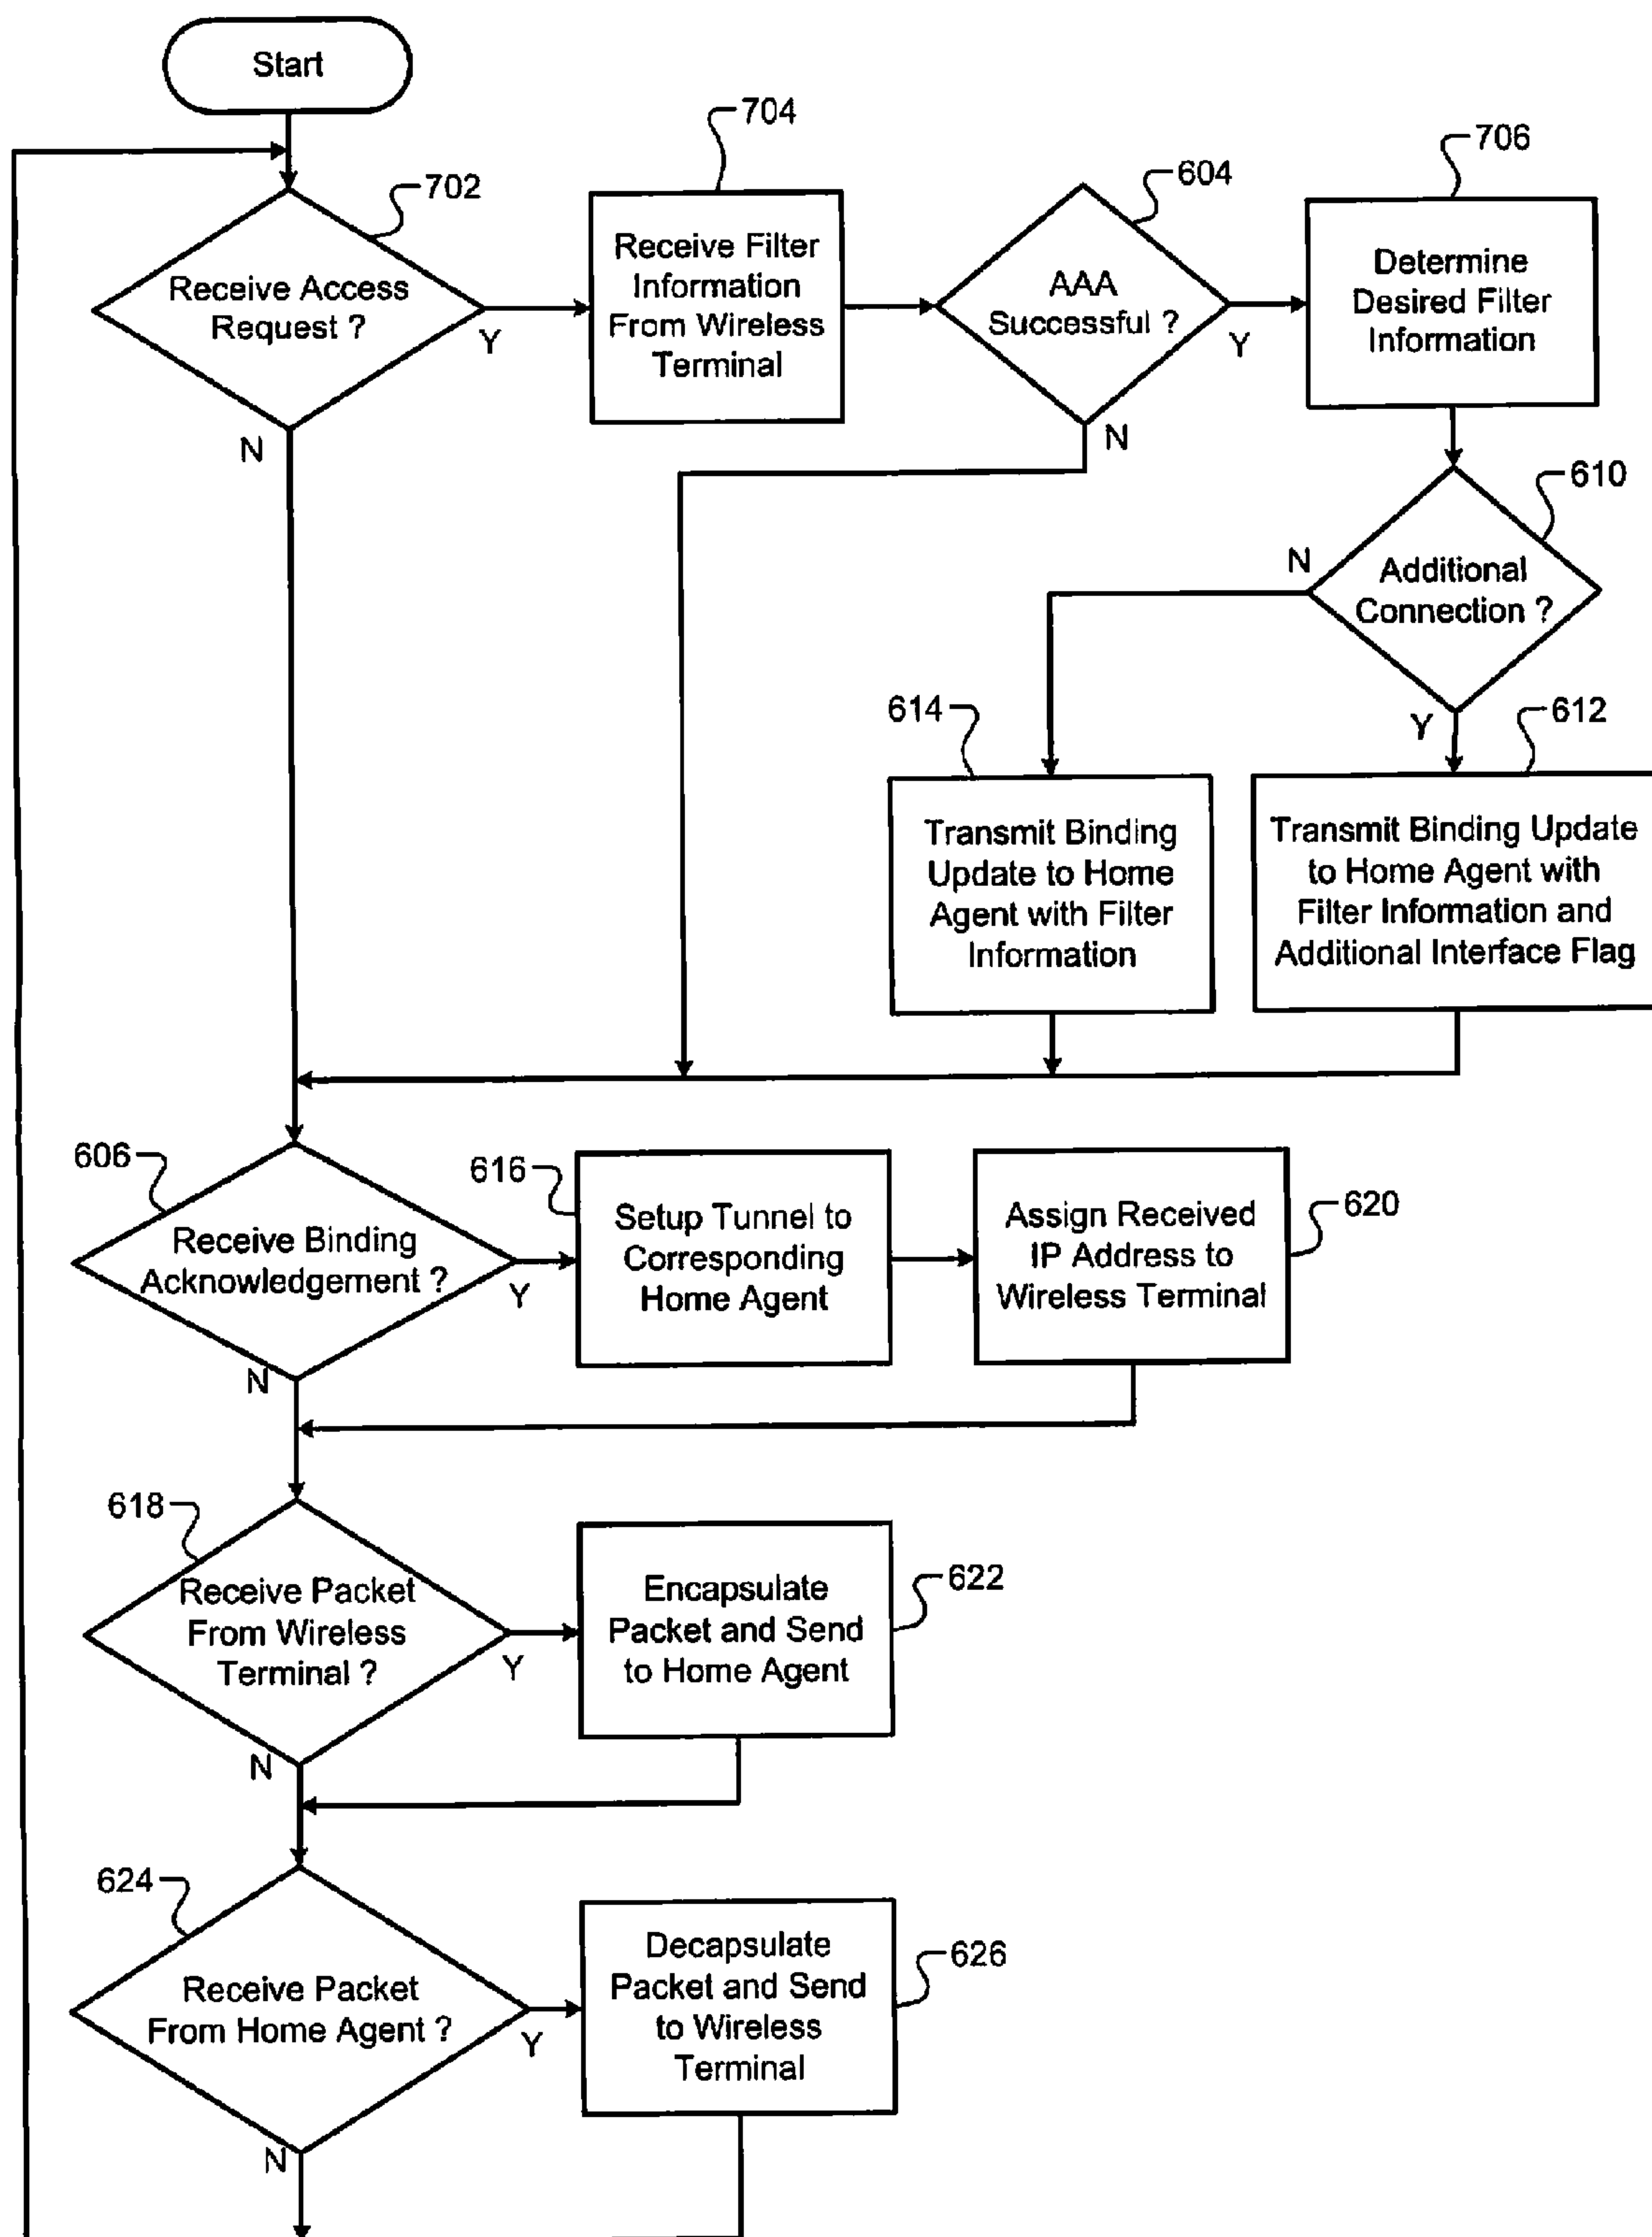 Start
702
Receive Access
Request ?
Y
N
704
Receive Filter
Information
From Wireless
Terminal
604
AAA
Successful ?
Y
N
706
Determine
Desired Filter
Information
610
Additional
Connection ?
N
Y
614
Transmit Binding
Update to Home
Agent with Filter
Information
612
Transmit Binding Update
to Home Agent with
Filter Information and
Additional Interface Flag
606
Receive Binding
Acknowledgement ?
Y
N
616
Setup Tunnel to
Corresponding
Home Agent
620
Assign Received
IP Address to
Wireless Terminal
618
Receive Packet
From Wireless
Terminal ?
Y
N
622
Encapsulate
Packet and Send
to Home Agent
624
Receive Packet
From Home Agent ?
Y
N
626
Decapsulate
Packet and Send
to Wireless
Terminal